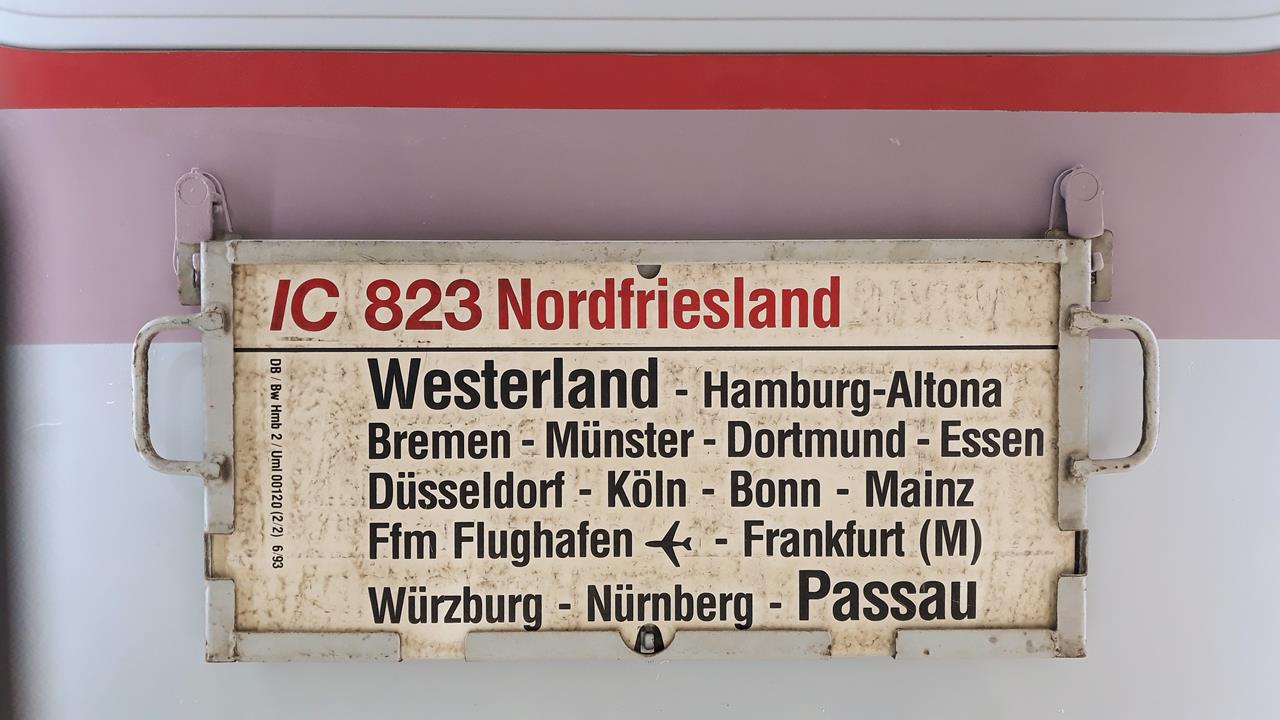 IC 823 Nordfriesland
Westerland - Hamburg-Altona
Bremen - Münster - Dortmund - Essen
Düsseldorf - Köln - Bonn - Mainz
Ffm Flughafen - Frankfurt (M)
Würzburg - Nürnberg - Passau
DB / Bw Hmb 2 / Uml 00120 (2/2) 6/93